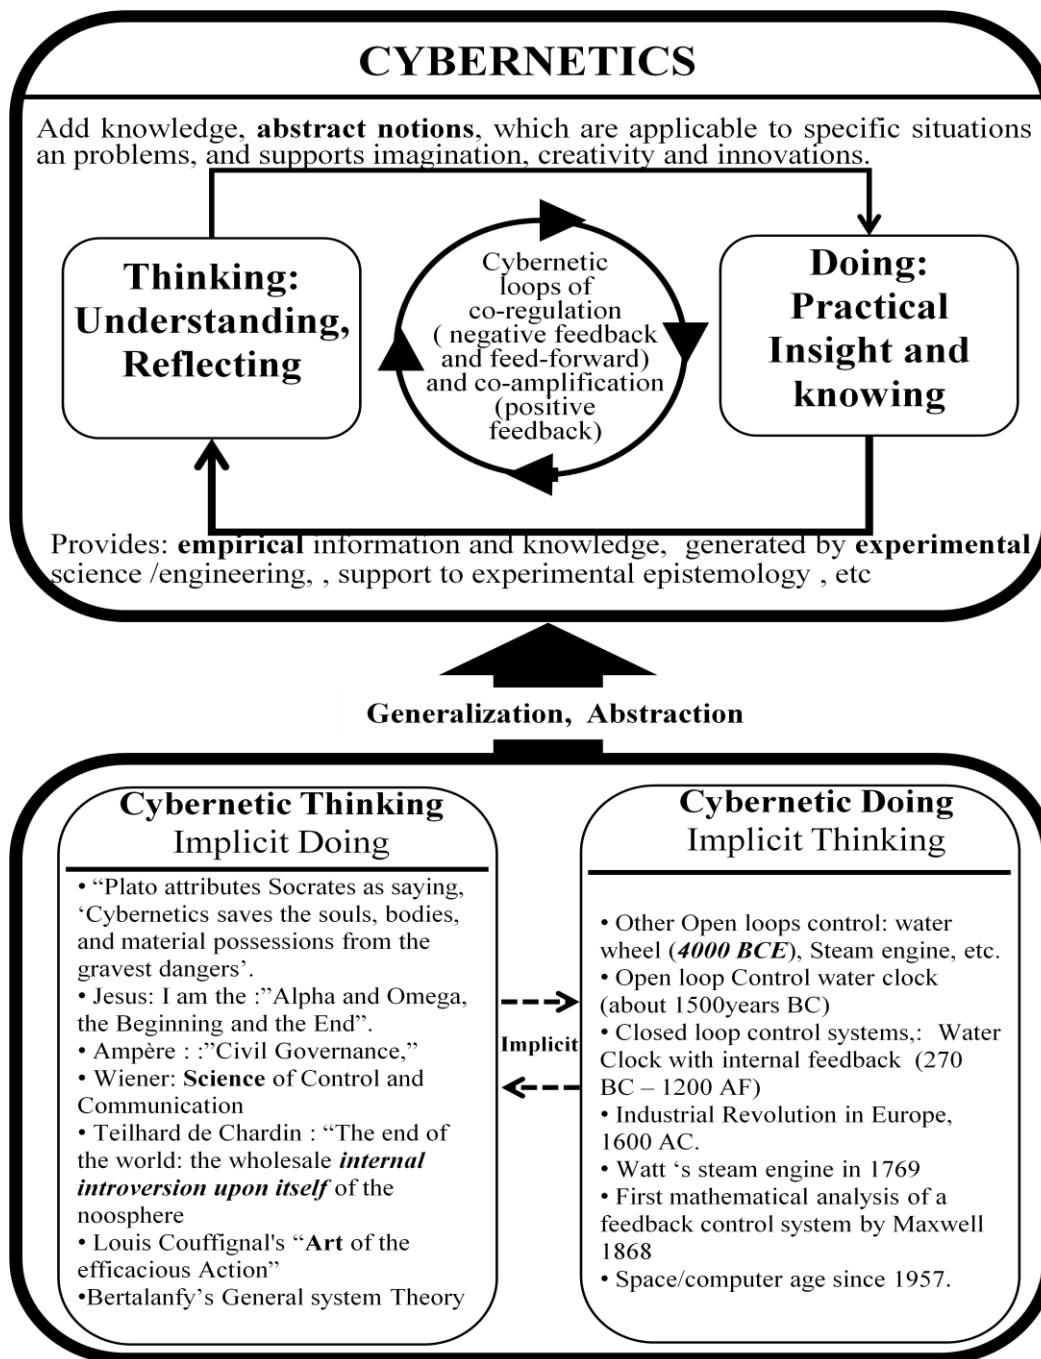 CYBERNETICS
Add knowledge, abstract notions, which are applicable to specific situations
an problems, and supports imagination, creativity and innovations.
Thinking:
Understanding,
Reflecting
Cybernetic
loops of
co-regulation
( negative feedback
and feed-forward)
and co-amplification
(positive
feedback)
Doing:
Practical
Insight and
knowing
Provides: empirical information and knowledge, generated by experimental
science /engineering, , support to experimental epistemology , etc
Generalization, Abstraction
Cybernetic Thinking
Implicit Doing
• “Plato attributes Socrates as saying,
‘Cybernetics saves the souls, bodies,
and material possessions from the
gravest dangers’.
• Jesus: I am the :”Alpha and Omega,
the Beginning and the End”.
• Ampère : :”Civil Governance,”
• Wiener: Science of Control and
Communication
• Teilhard de Chardin : “The end of
the world: the wholesale internal
introversion upon itself of the
noosphere
• Louis Couffignal's “Art of the
efficacious Action”
•Bertalanfy’s General system Theory
Implicit
Cybernetic Doing
Implicit Thinking
• Other Open loops control: water
wheel (4000 BCE), Steam engine, etc.
• Open loop Control water clock
(about 1500years BC)
• Closed loop control systems,: Water
Clock with internal feedback (270
BC – 1200 AF)
• Industrial Revolution in Europe,
1600 AC.
• Watt ‘s steam engine in 1769
• First mathematical analysis of a
feedback control system by Maxwell
1868
• Space/computer age since 1957.